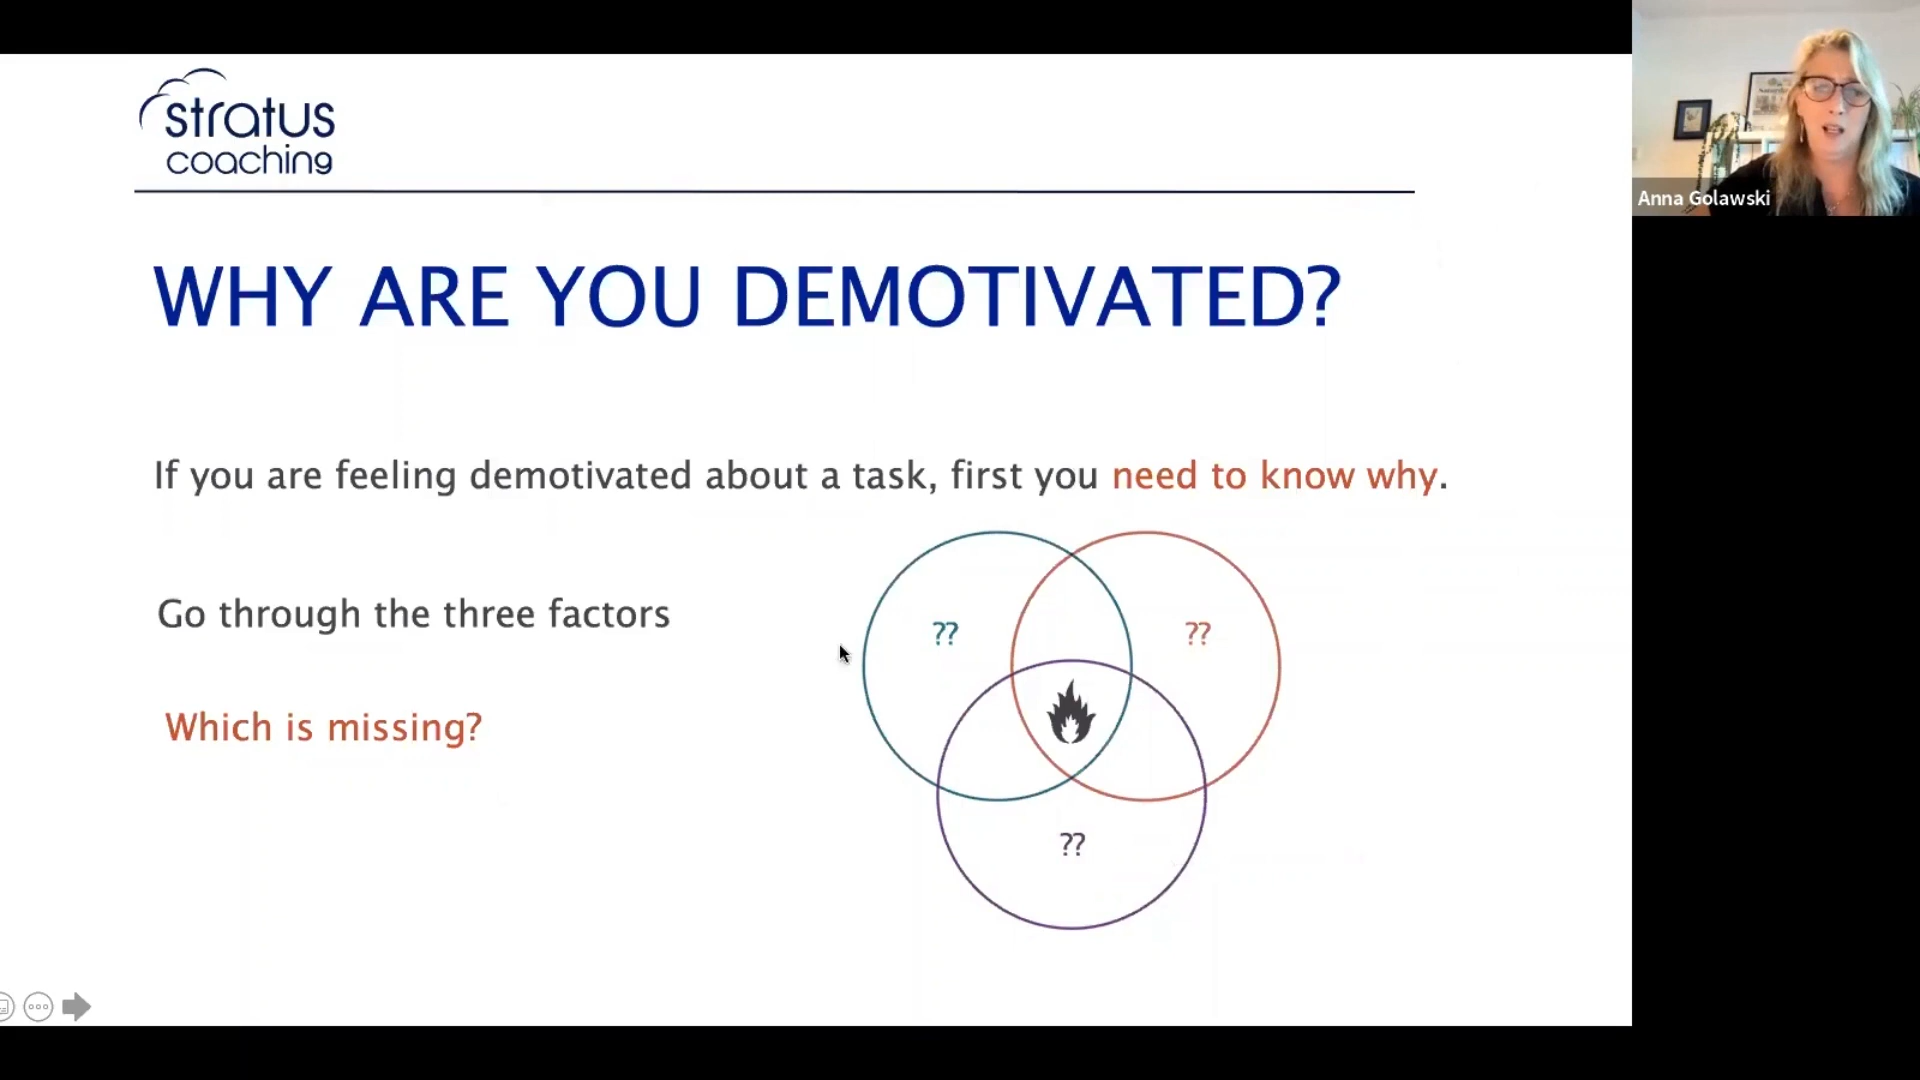 stratus
coaching
Anna Golawski
WHY ARE YOU DEMOTIVATED?
If you are feeling demotivated about a task, first you need to know why.
Go through the three factors
?? ??
Which is missing?
??